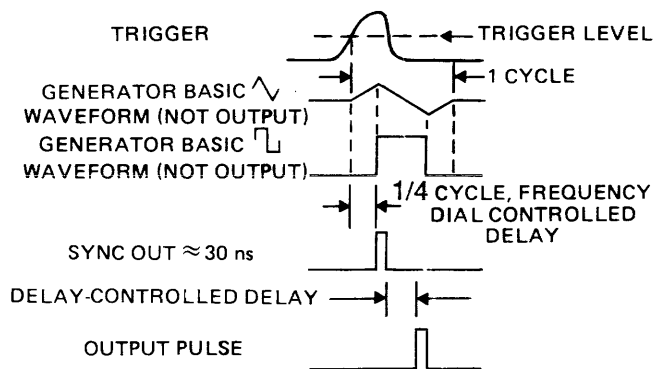 TRIGGER
TRIGGER LEVEL
1 CYCLE
GENERATOR BASIC
WAVEFORM (NOT OUTPUT)
GENERATOR BASIC
WAVEFORM (NOT OUTPUT)
1/4 CYCLE, FREQUENCY
DIAL CONTROLLED
DELAY
SYNC OUT ≈ 30 ns
DELAY-CONTROLLED DELAY
OUTPUT PULSE